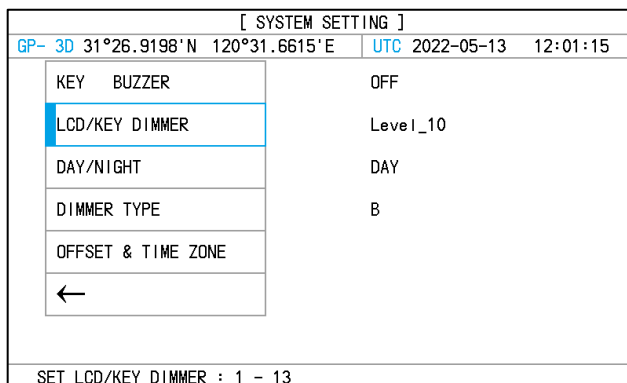 [ SYSTEM SETTING ]
GP- 3D 31°26.9198'N 120°31.6615'E UTC 2022-05-13 12:01:15
KEY BUZZER OFF
LCD/KEY DIMMER Level_10
DAY/NIGHT DAY
DIMMER TYPE B
OFFSET & TIME ZONE
←
SET LCD/KEY DIMMER : 1 - 13